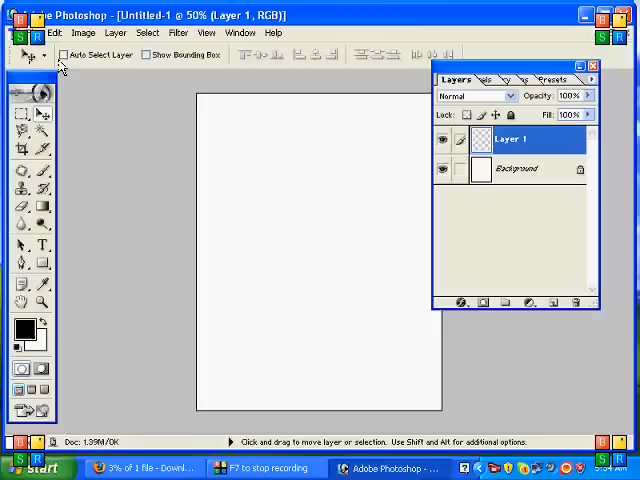 Adobe Photoshop - [Untitled-1 @ 50% (Layer 1, RGB)]
Edit Image Layer Select Filter View Window Help
Auto Select Layer Show Bounding Box
Layers Presets
Normal Opacity: 100%
Lock: Fill: 100%
Layer 1
Background
T
Doc: 1.39M/0K Click and drag to move layer or selection. Use Shift and Alt for additional options.
start 3% of 1 file - Downl... F7 to stop recording Adobe Photoshop - ...
B
S R
B
S R
B
S R
B
S R